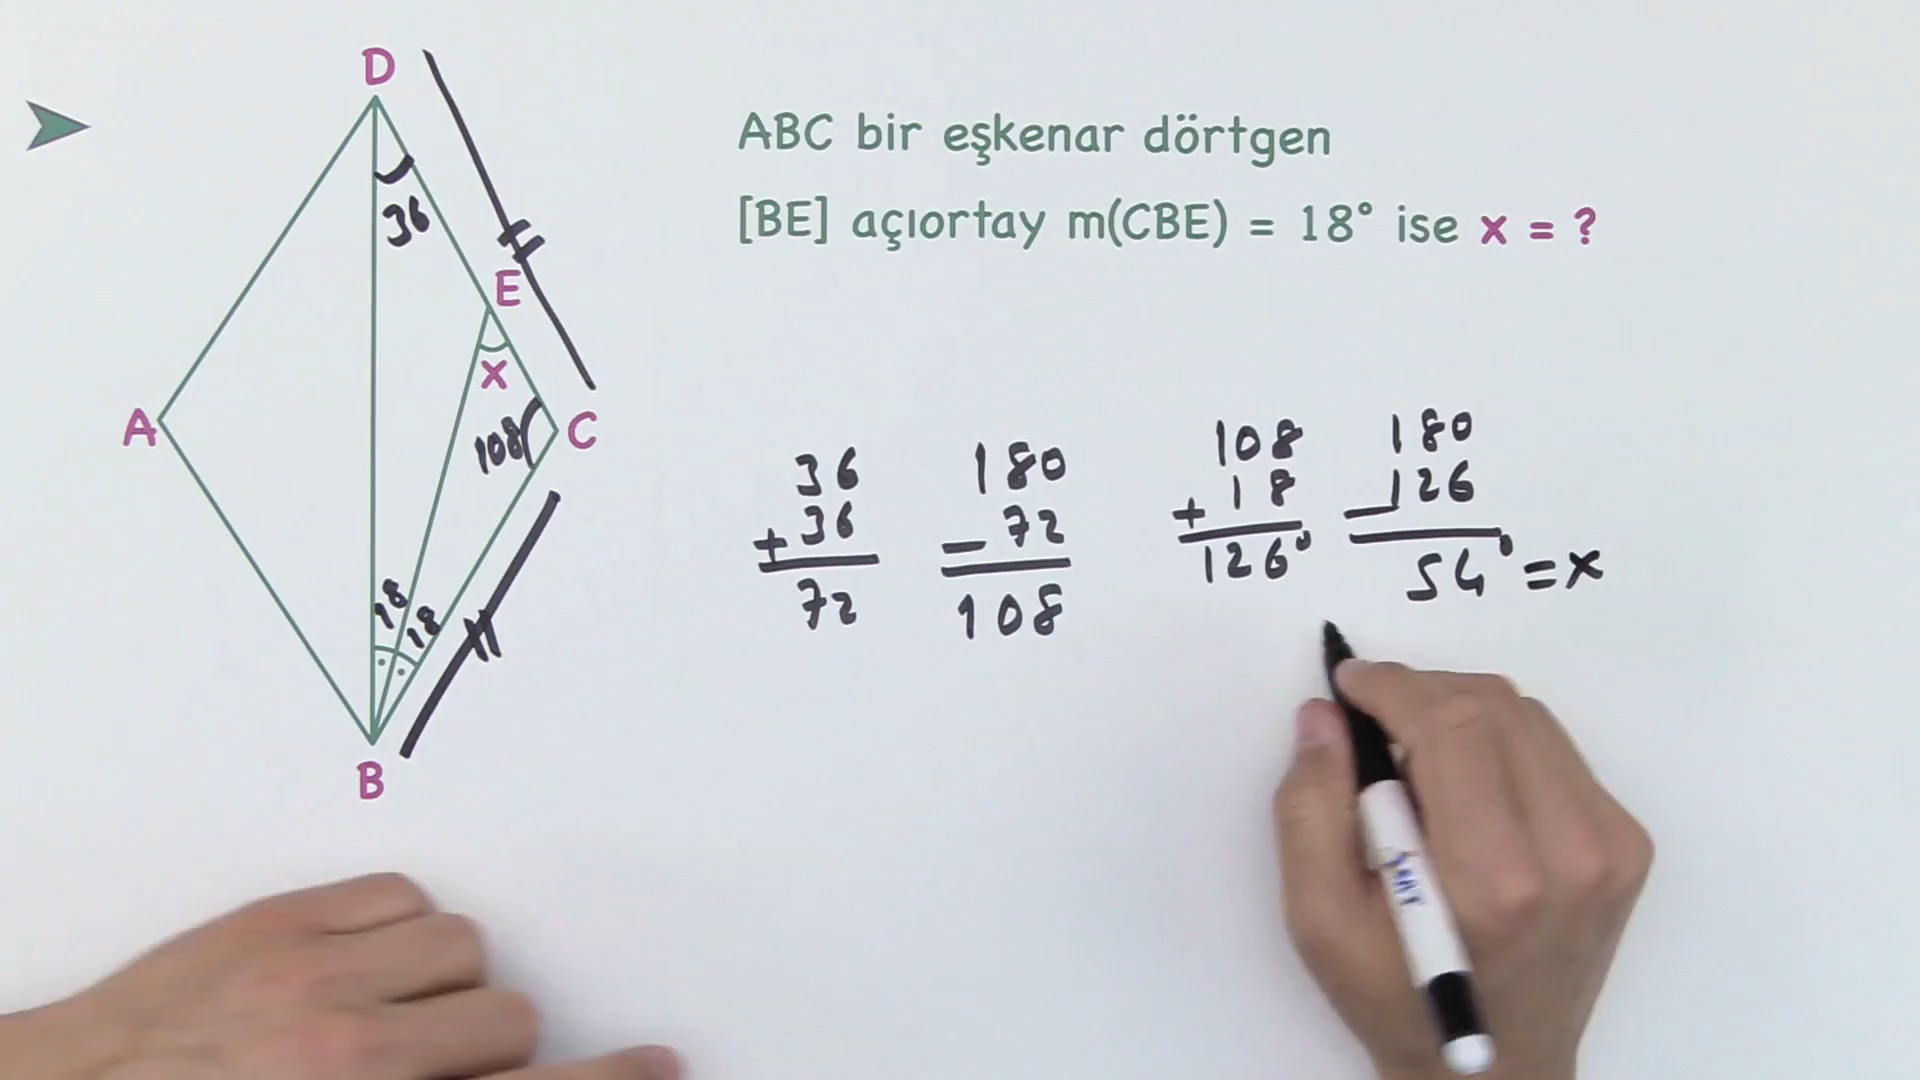 D
36
E
x
A
108
C
18
18
B
ABC bir eşkenar dörtgen
[BE] açıortay m(CBE) = 18° ise x = ?
36
+ 36
72
180
- 72
108
108
+ 18
126°
180
- 126
54° = x